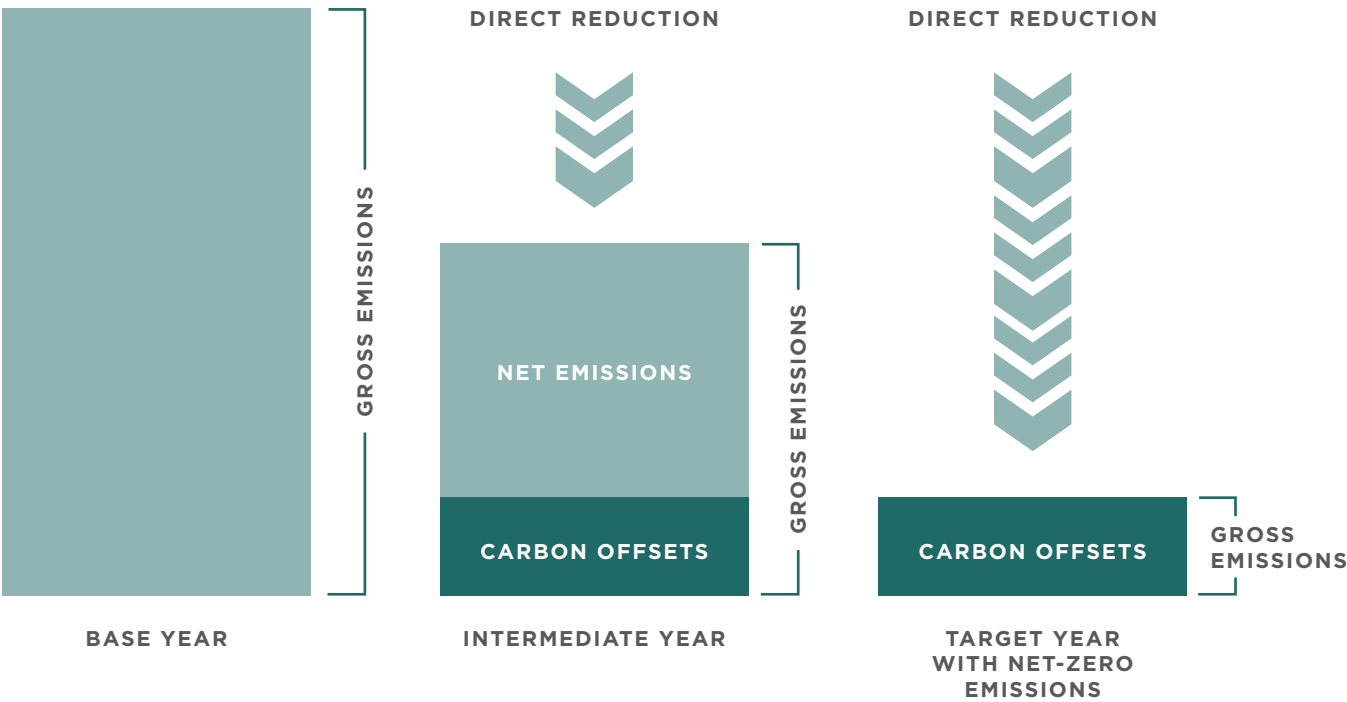 DIRECT REDUCTION
DIRECT REDUCTION
GROSS EMISSIONS
NET EMISSIONS
CARBON OFFSETS
GROSS EMISSIONS
CARBON OFFSETS
GROSS
EMISSIONS
BASE YEAR
INTERMEDIATE YEAR
TARGET YEAR
WITH NET-ZERO
EMISSIONS